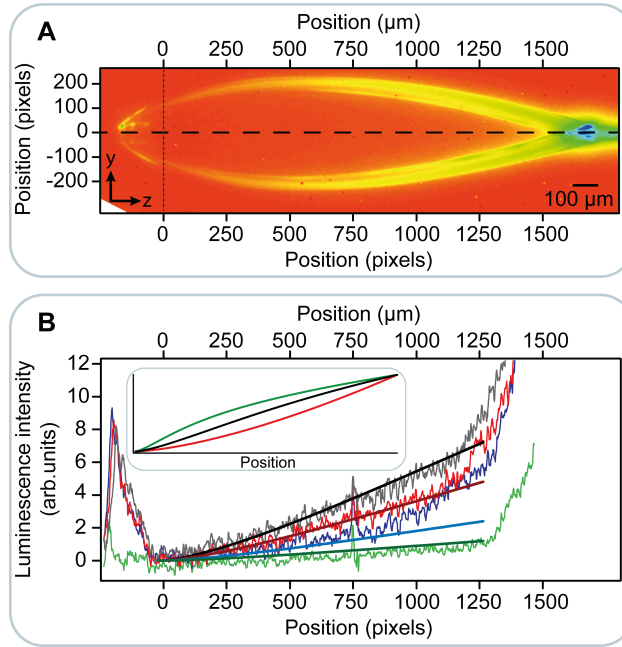 A
Position (µm)
0 250 500 750 1000 1250 1500
Poisition (pixels)
200
100
0
-100
-200
y
z
100 µm
0 250 500 750 1000 1250 1500
Position (pixels)
B
Position (µm)
0 250 500 750 1000 1250 1500
Luminescence intensity
(arb.units)
12
10
8
6
4
2
0
Position
0 250 500 750 1000 1250 1500
Position (pixels)